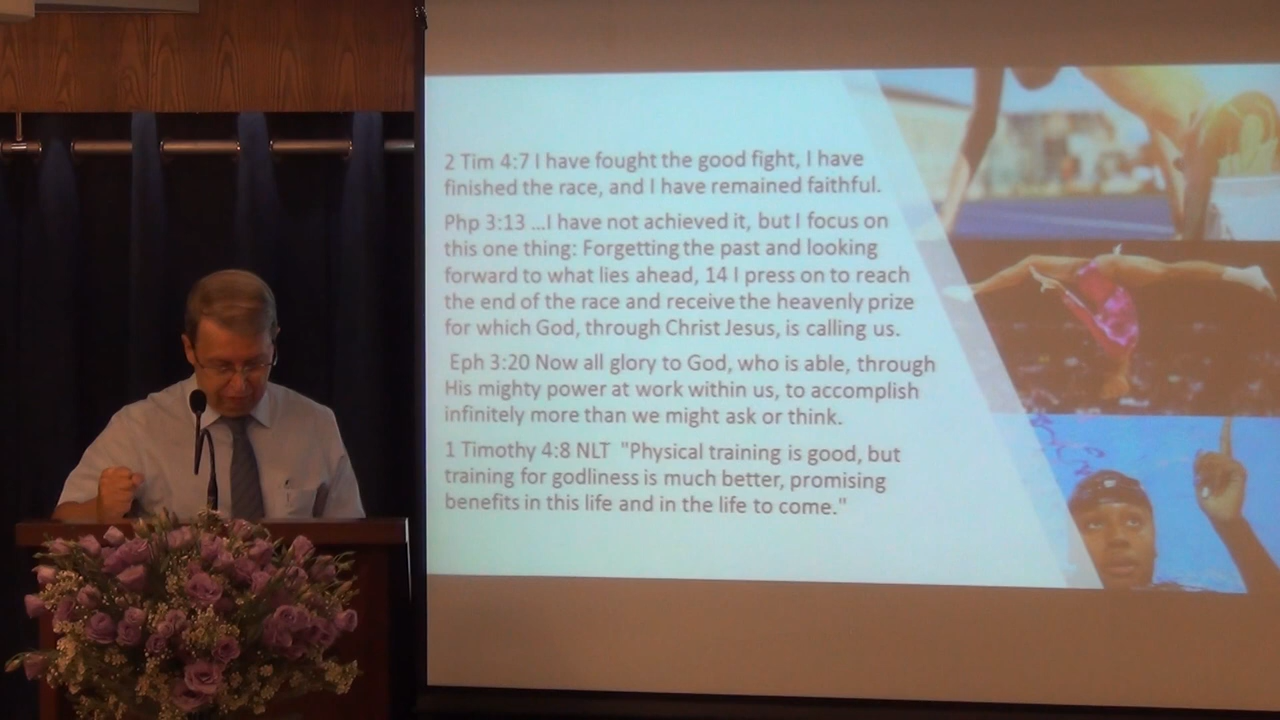 2 Tim 4:7 I have fought the good fight, I have
finished the race, and I have remained faithful.
Php 3:13 ...I have not achieved it, but I focus on
this one thing: Forgetting the past and looking
forward to what lies ahead, 14 I press on to reach
the end of the race and receive the heavenly prize
for which God, through Christ Jesus, is calling us.
Eph 3:20 Now all glory to God, who is able, through
His mighty power at work within us, to accomplish
infinitely more than we might ask or think.
1 Timothy 4:8 NLT "Physical training is good, but
training for godliness is much better, promising
benefits in this life and in the life to come."